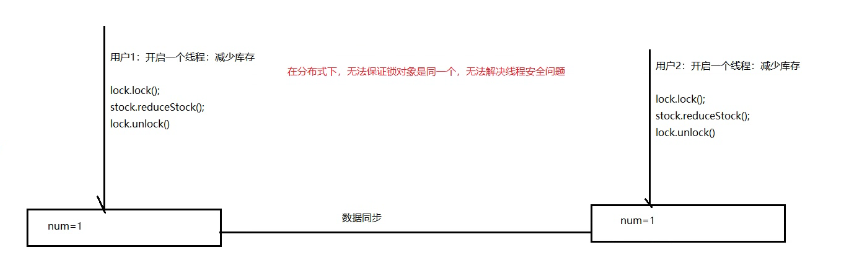 用户1：开启一个线程：减少库存
lock.lock();
stock.reduceStock();
lock.unlock()
在分布式下，无法保证锁对象是同一个，无法解决线程安全问题
用户2：开启一个线程：减少库存
lock.lock();
stock.reduceStock();
lock.unlock()
num=1
数据同步
num=1